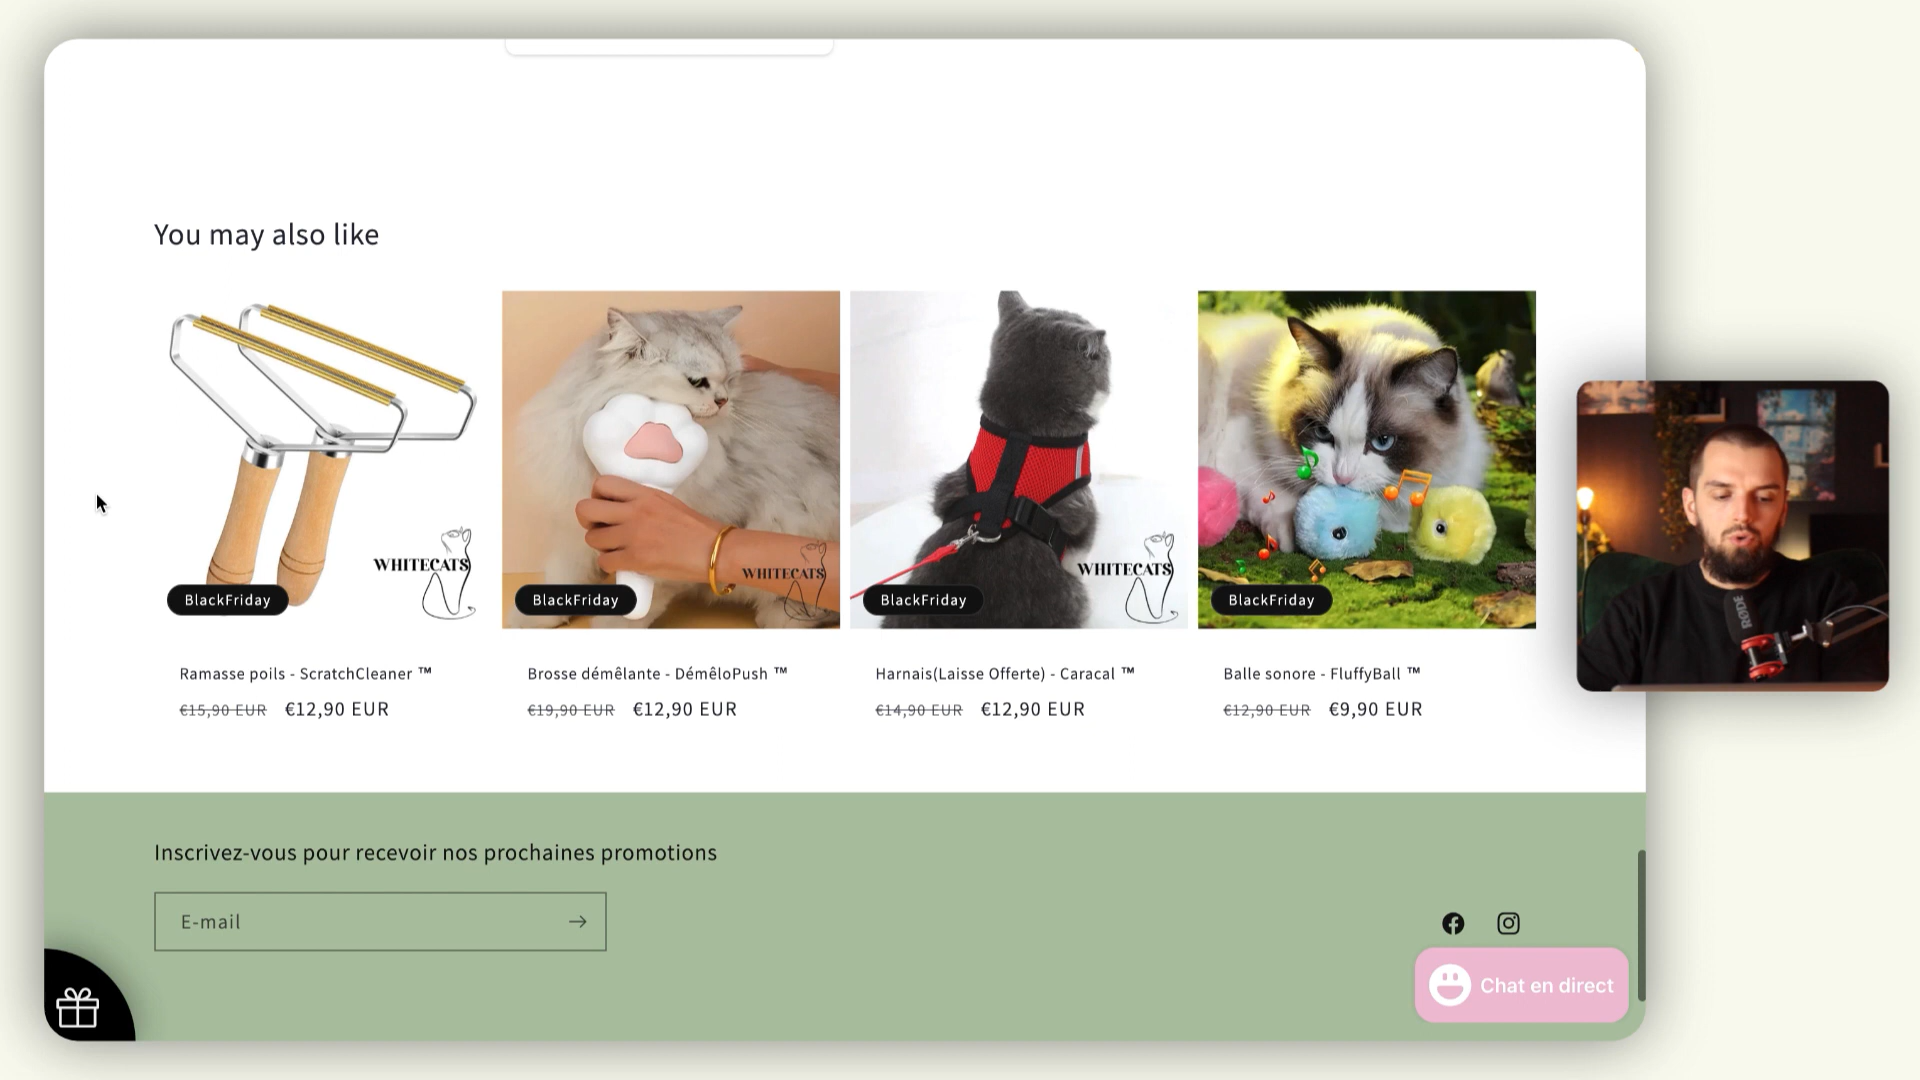 You may also like
WHITECATS
WHITECATS
WHITECATS
BlackFriday
BlackFriday
BlackFriday
BlackFriday
RØDE
Ramasse poils - ScratchCleaner ™
€15,90 EUR €12,90 EUR
Brosse démêlante - DémêloPush ™
€19,90 EUR €12,90 EUR
Harnais(Laisse Offerte) - Caracal ™
€14,90 EUR €12,90 EUR
Balle sonore - FluffyBall ™
€12,90 EUR €9,90 EUR
Inscrivez-vous pour recevoir nos prochaines promotions
E-mail
Chat en direct